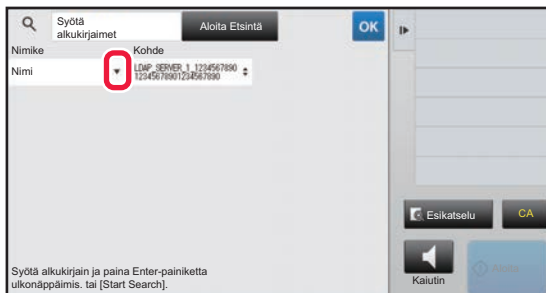 Syötä
alkukirjaimet
Aloita Etsintä
OK
Nimike
Kohde
Nimi
LDAP_SERVER_1_1234567890
12345678901234567890
Esikatselu
CA
Aloita
Kaiutin
Syötä alkukirjain ja paina Enter-painiketta
ulkonäppäimis. tai [Start Search].